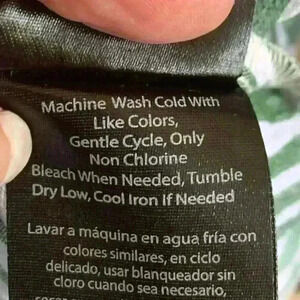 Machine Wash Cold With
Like Colors,
Gentle Cycle, Only
Non Chlorine
Bleach When Needed, Tumble
Dry Low, Cool Iron If Needed
Lavar a máquina en agua fría con
colores similares, en ciclo
delicado, usar blanqueador sin
cloro cuando sea necesario,